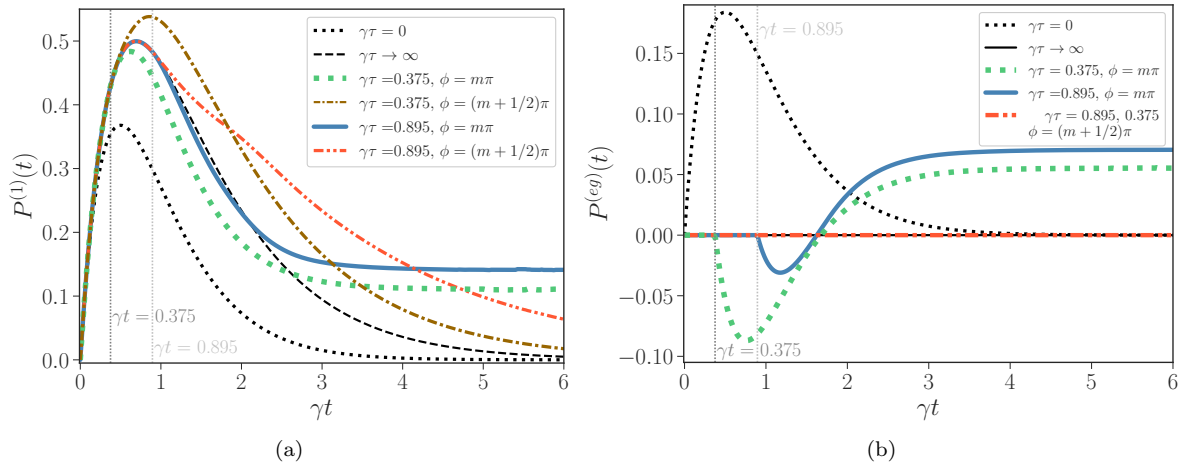 0.5
0.4
0.3
0.2
0.1
0.0
P^{(1)}(t)
0 1 2 3 4 5 6
γt
γt = 0.375
γt = 0.895
γτ = 0
γτ → ∞
γτ =0.375, ϕ = mπ
γτ =0.375, ϕ = (m + 1/2)π
γτ =0.895, ϕ = mπ
γτ =0.895, ϕ = (m + 1/2)π
(a)
0.15
0.10
0.05
0.00
−0.05
−0.10
P^{(eg)}(t)
0 1 2 3 4 5 6
γt
γt = 0.895
γt = 0.375
γτ = 0
γτ → ∞
γτ = 0.375, ϕ = mπ
γτ =0.895, ϕ = mπ
γτ = 0.895, 0.375
ϕ = (m + 1/2)π
(b)